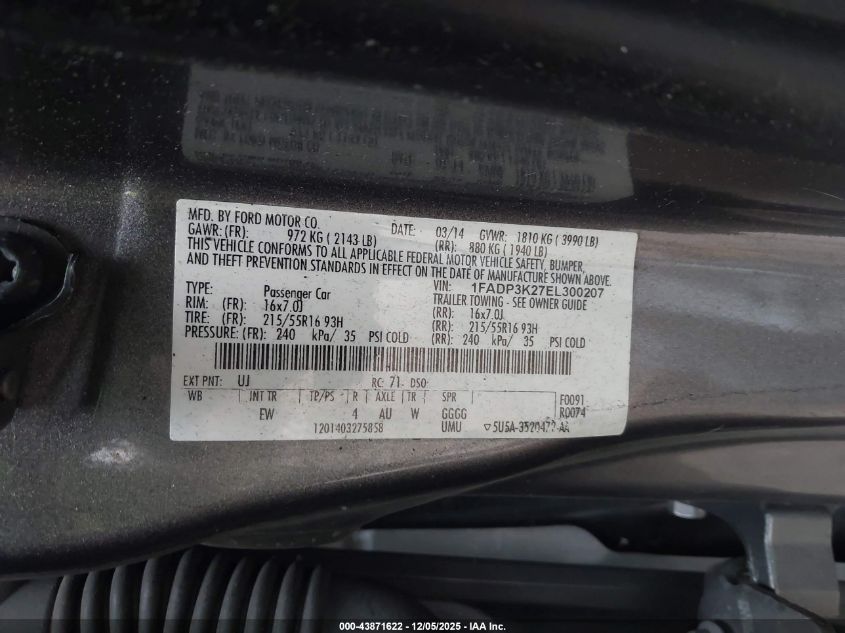 MFD. BY FORD MOTOR CO.
DATE: 03/14 GVWR: 1810 KG ( 3990 LB)
GAWR: (FR): 972 KG ( 2143 LB) (RR): 880 KG ( 1940 LB)
THIS VEHICLE CONFORMS TO ALL APPLICABLE FEDERAL MOTOR VEHICLE SAFETY, BUMPER,
AND THEFT PREVENTION STANDARDS IN EFFECT ON THE DATE OF MANUFACTURE SHOWN ABOVE.
VIN: 1FADP3K27EL300207
TYPE: Passenger Car TRAILER TOWING - SEE OWNER GUIDE
RIM: (FR): 16x7.0J (RR): 16x7.0J
TIRE: (FR): 215/55R16 93H (RR): 215/55R16 93H
PRESSURE: (FR): 240 kPa/ 35 PSI COLD (RR): 240 kPa/ 35 PSI COLD
EXT PNT: UJ RC: 71 DSO:
WB INT TR TP/PS R AXLE TR SPR F0091
EW 4 AU W GGGG R0074
1201403275858 UMU
000-43871622 - 12/05/2025 - IAA Inc.